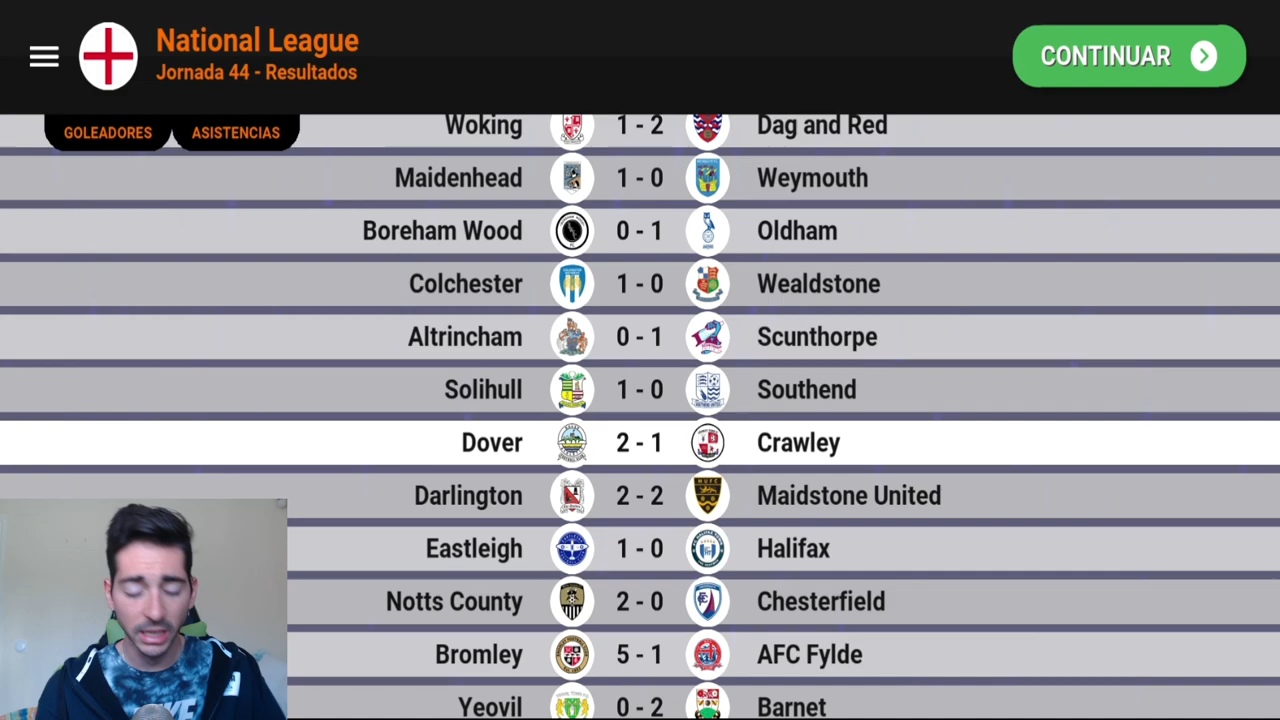 National League
Jornada 44 - Resultados
CONTINUAR
GOLEADORES ASISTENCIAS
Woking 1 - 2 Dag and Red
Maidenhead 1 - 0 Weymouth
Boreham Wood 0 - 1 Oldham
Colchester 1 - 0 Wealdstone
Altrincham 0 - 1 Scunthorpe
Solihull 1 - 0 Southend
Dover 2 - 1 Crawley
Darlington 2 - 2 Maidstone United
Eastleigh 1 - 0 Halifax
Notts County 2 - 0 Chesterfield
Bromley 5 - 1 AFC Fylde
Yeovil 0 - 2 Barnet